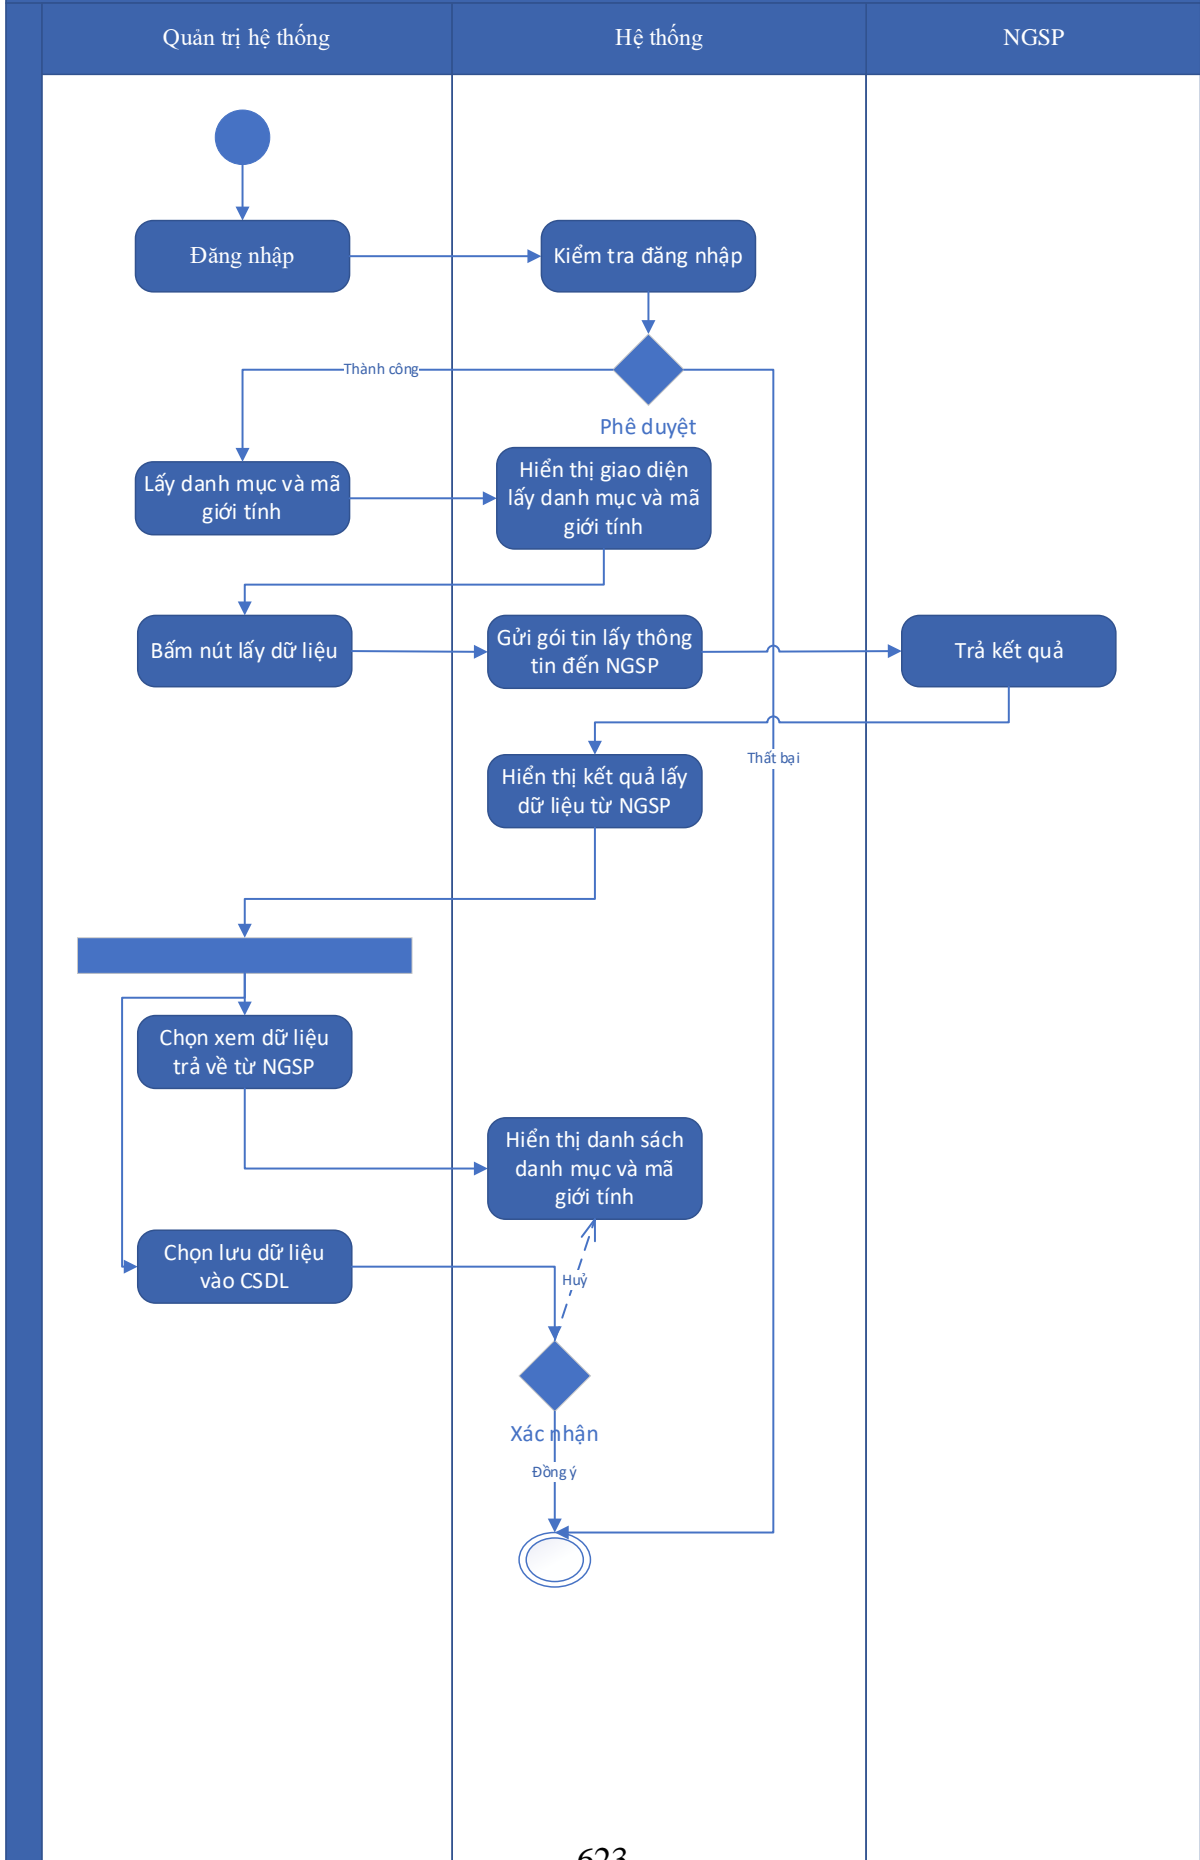 Quản trị hệ thống
Hệ thống
NGSP
Đăng nhập
Kiểm tra đăng nhập
Thành công
Phê duyệt
Lấy danh mục và mã
giới tính
Hiển thị giao diện
lấy danh mục và mã
giới tính
Bấm nút lấy dữ liệu
Gửi gói tin lấy thông
tin đến NGSP
Trả kết quả
Thất bại
Hiển thị kết quả lấy
dữ liệu từ NGSP
Chọn xem dữ liệu
trả về từ NGSP
Hiển thị danh sách
danh mục và mã
giới tính
Chọn lưu dữ liệu
vào CSDL
Huỷ
Xác nhận
Đồng ý
623